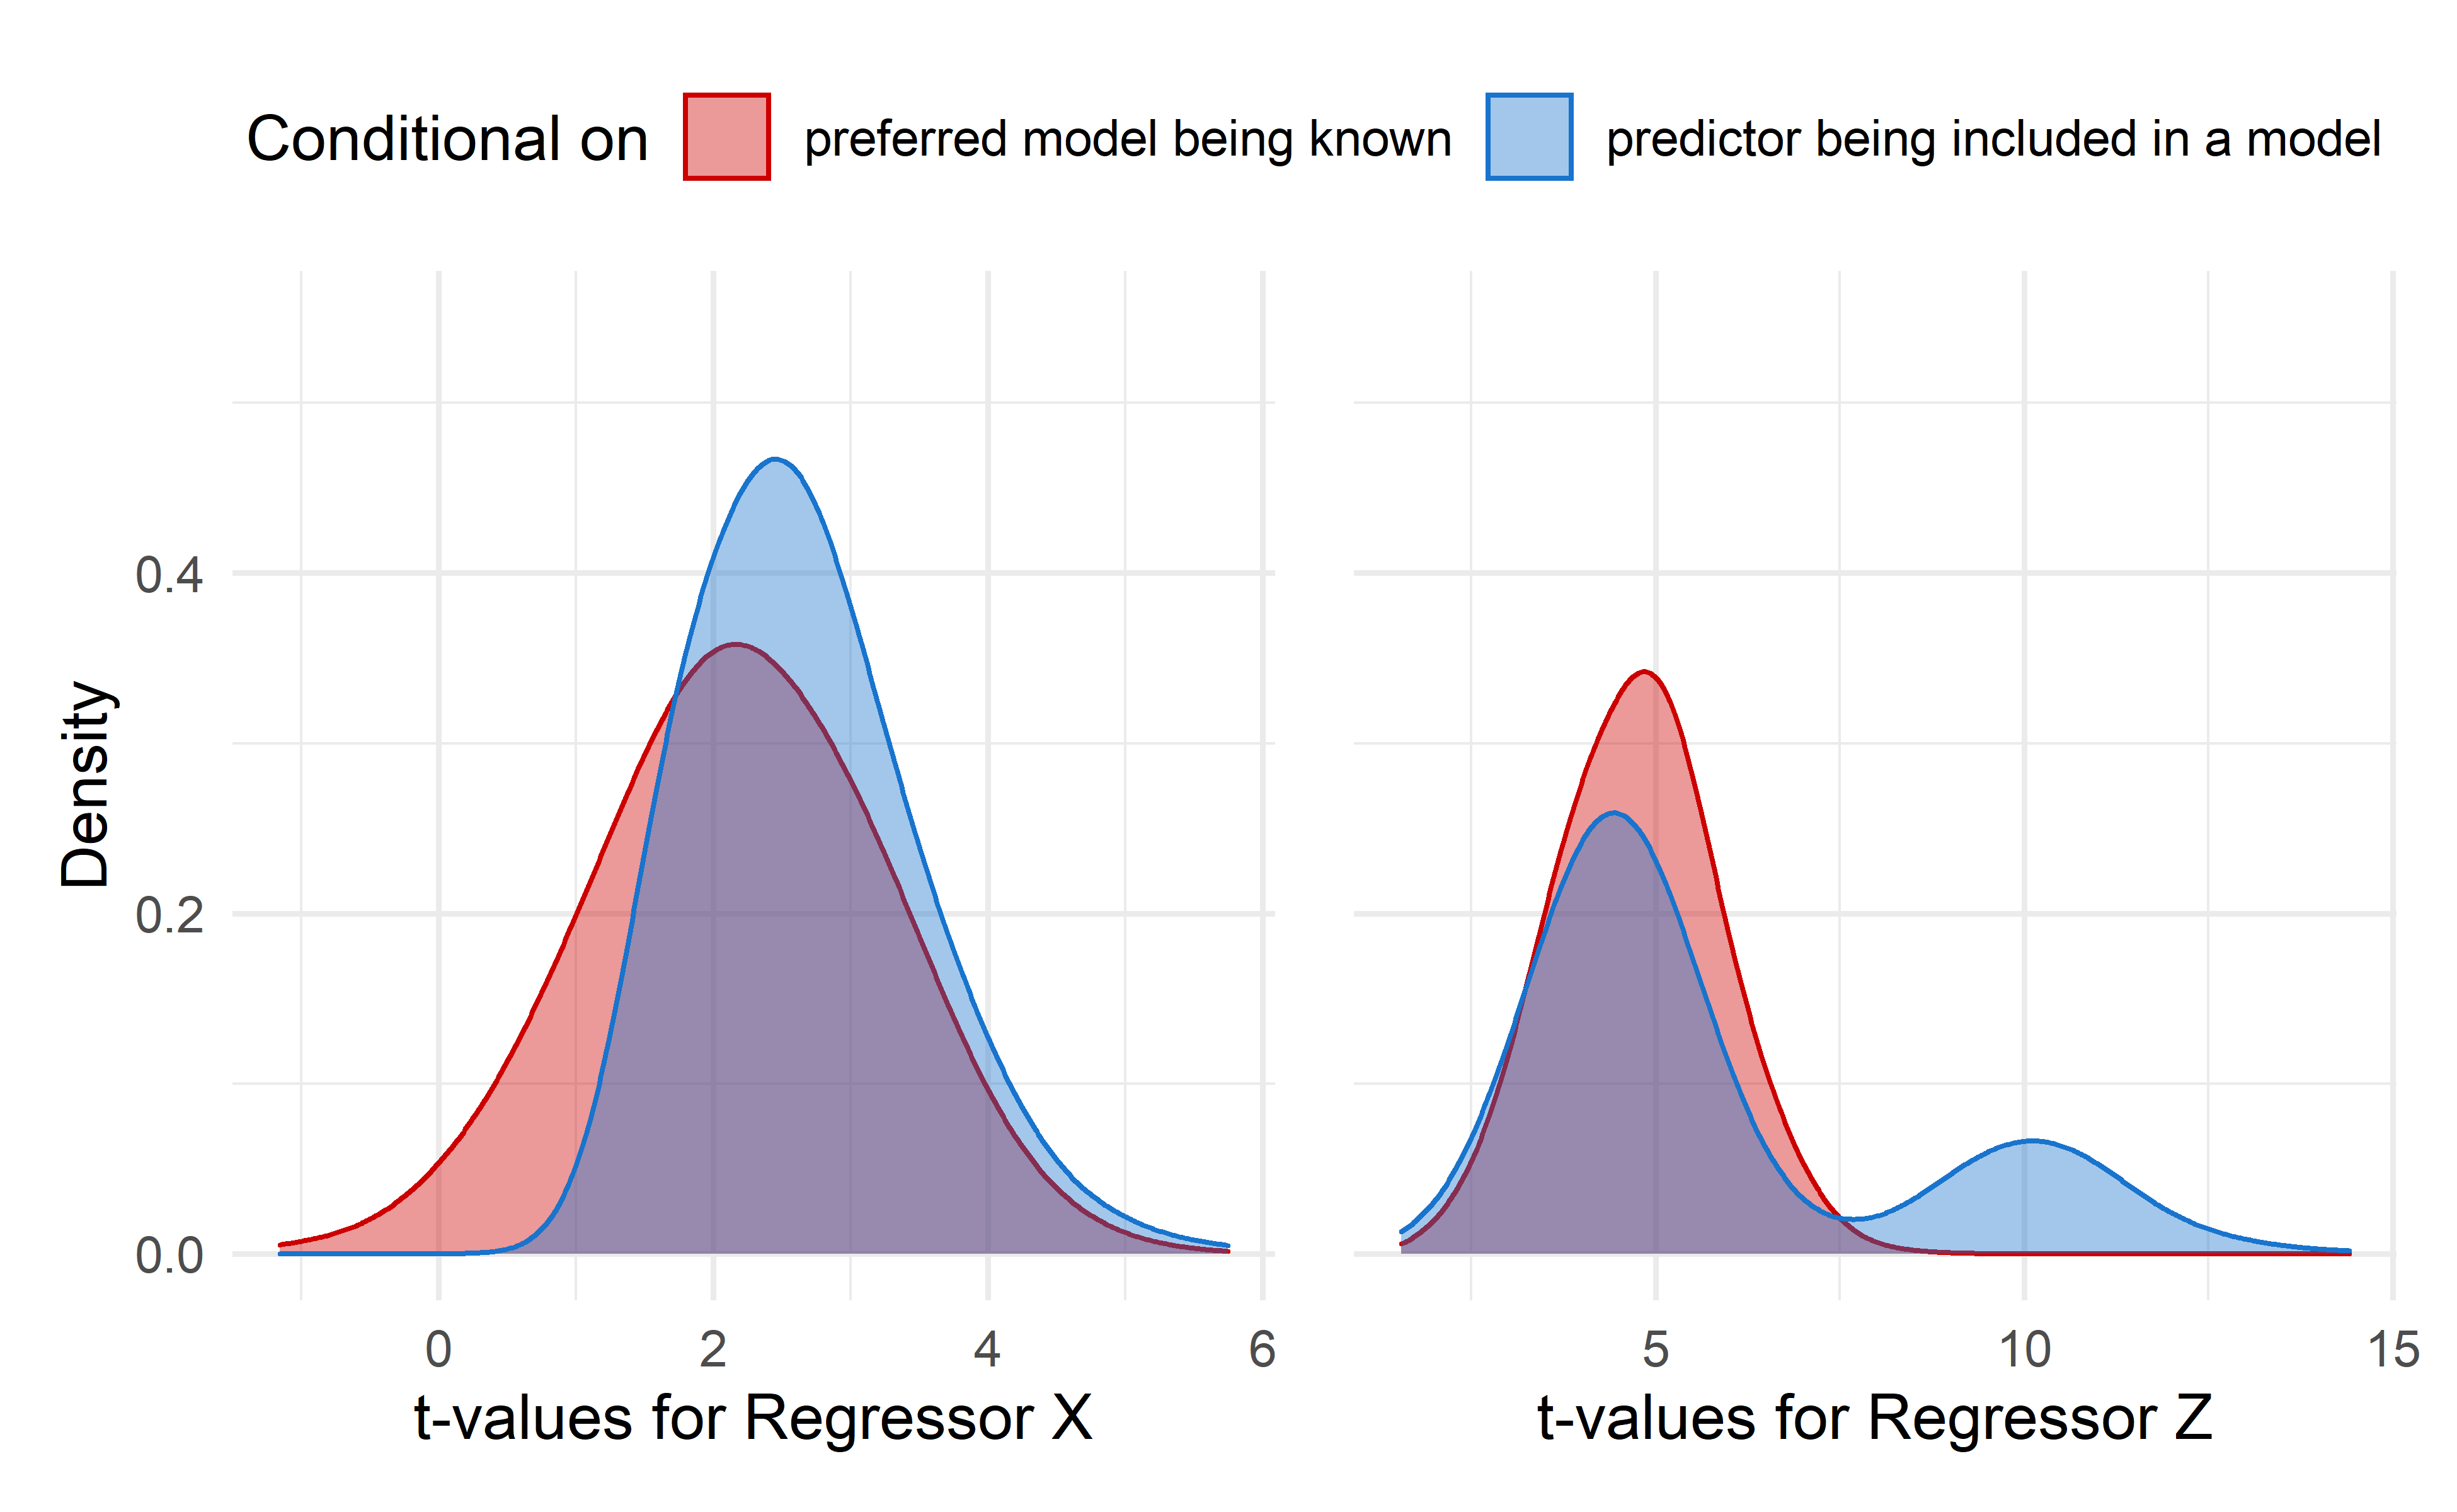 Conditional on preferred model being known predictor being included in a model
Density
0.4
0.2
0.0
0 2 4 6
5 10 15
t-values for Regressor X
t-values for Regressor Z